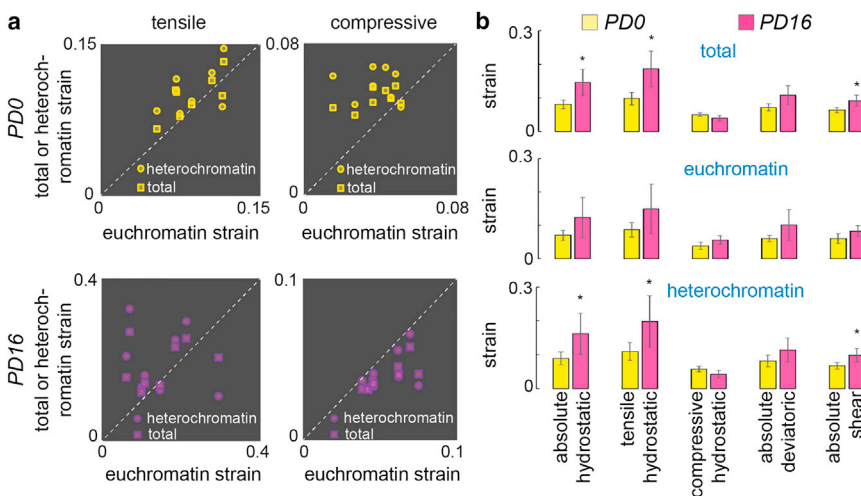 a
tensile
compressive
PD0
total or heteroch-
romatin strain
0.15
0
heterochromatin
total
0
0.15
euchromatin strain
0.08
0
heterochromatin
total
0
0.08
euchromatin strain
PD16
total or heteroch-
romatin strain
0.4
0
heterochromatin
total
0
0.4
euchromatin strain
0.1
0
heterochromatin
total
0
0.1
euchromatin strain
b
PD0
PD16
total
strain
0.3
0
*
*
*
euchromatin
strain
0.3
0
heterochromatin
strain
0.3
0
*
*
*
absolute
hydrostatic
tensile
hydrostatic
compressive
hydrostatic
absolute
deviatoric
absolute
shear